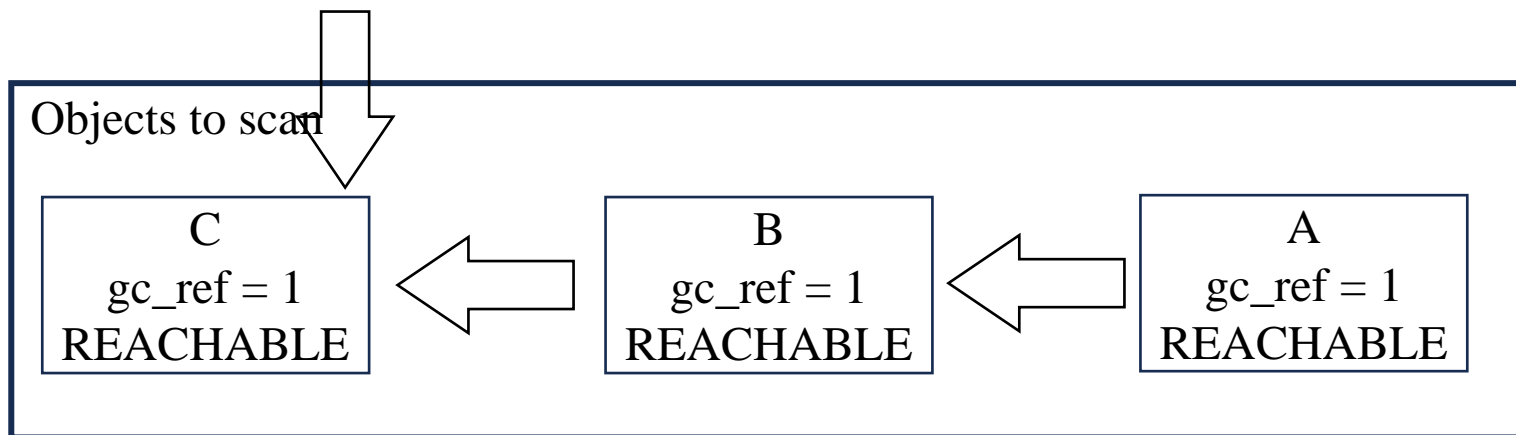 Objects to scan
C
gc_ref = 1
REACHABLE
B
gc_ref = 1
REACHABLE
A
gc_ref = 1
REACHABLE